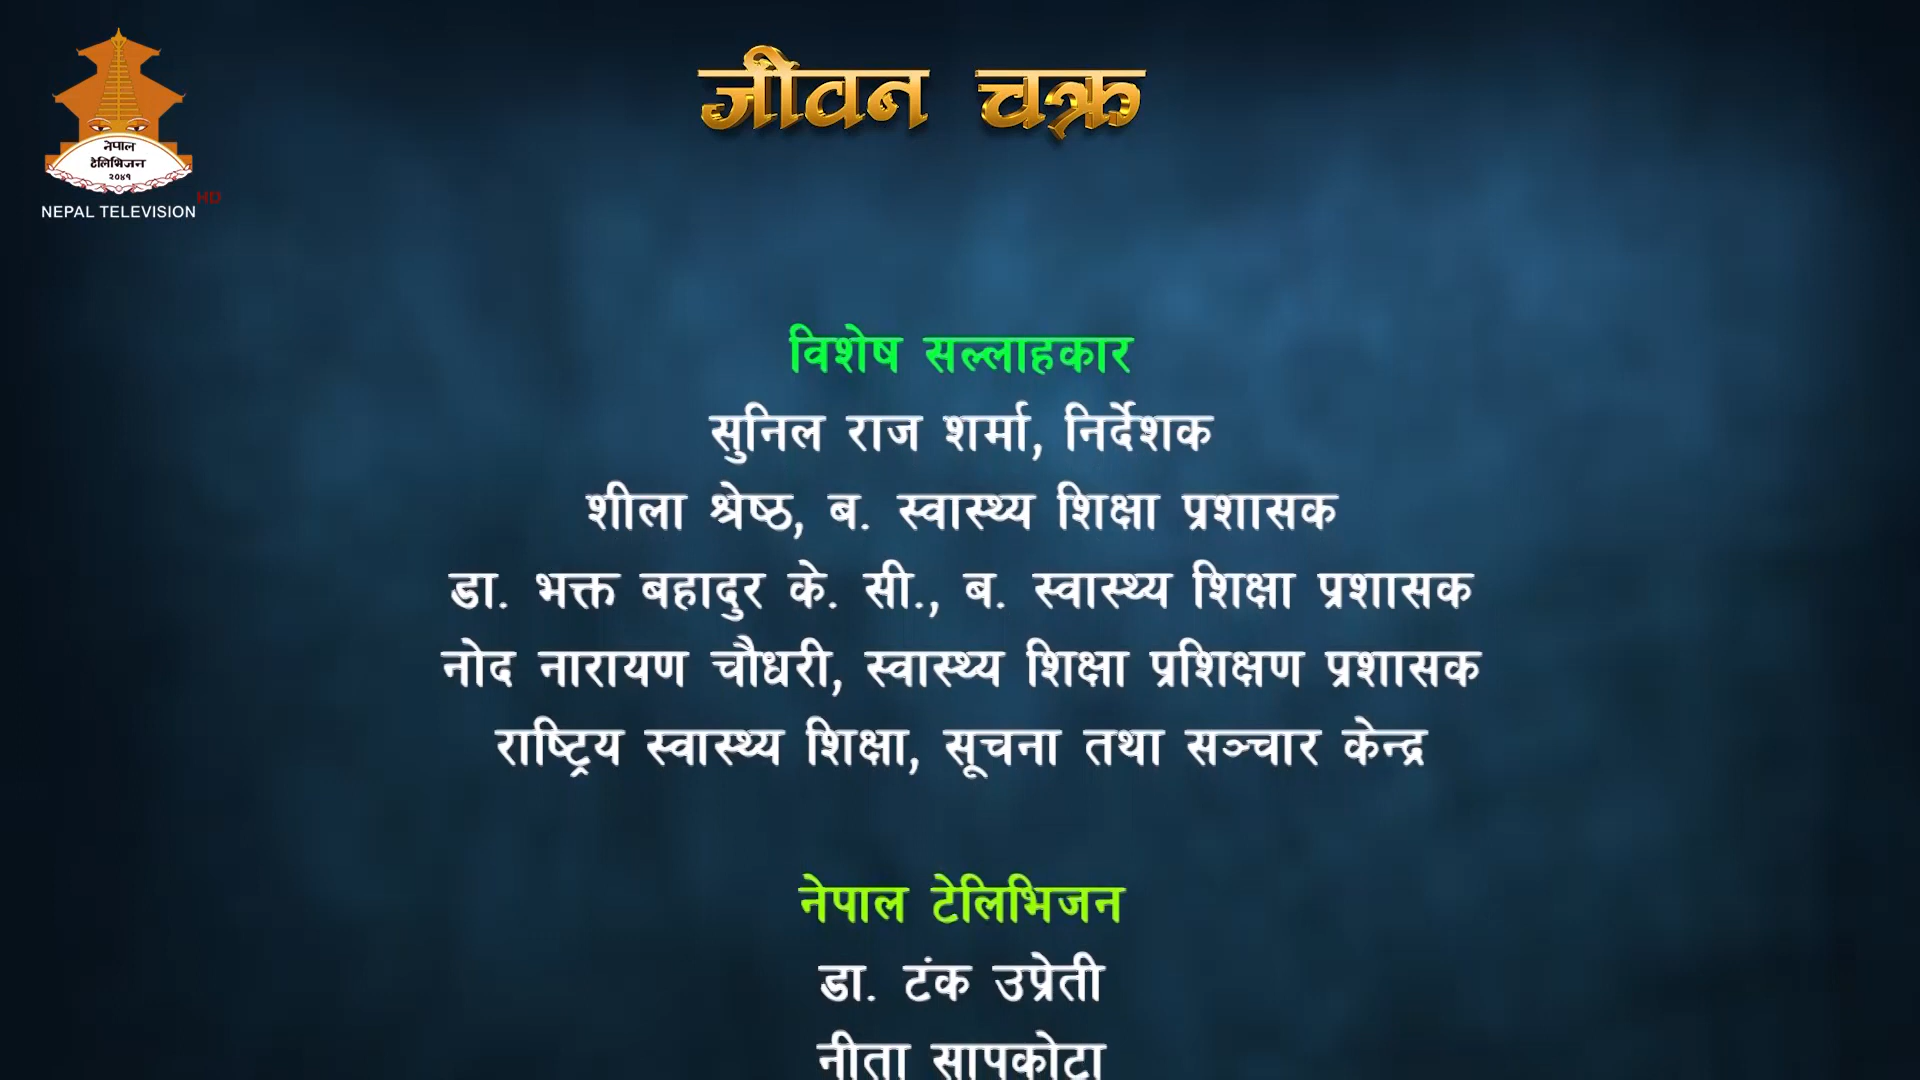 जीवन चक्र
नेपाल
टेलिभिजन
२०४१
HD
NEPAL TELEVISION
विशेष सल्लाहकार
सुनिल राज शर्मा, निर्देशक
शीला श्रेष्ठ, ब. स्वास्थ्य शिक्षा प्रशासक
डा. भक्त बहादुर के. सी., ब. स्वास्थ्य शिक्षा प्रशासक
नोद नारायण चौधरी, स्वास्थ्य शिक्षा प्रशिक्षण प्रशासक
राष्ट्रिय स्वास्थ्य शिक्षा, सूचना तथा सञ्चार केन्द्र
नेपाल टेलिभिजन
डा. टंक उप्रेती
नीता सापकोटा